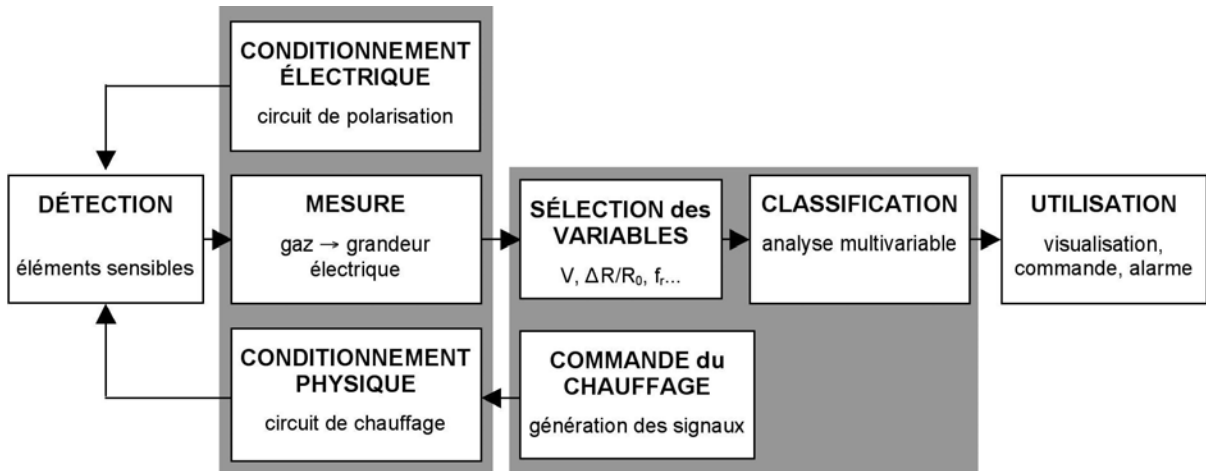 CONDITIONNEMENT
ÉLECTRIQUE
circuit de polarisation
DÉTECTION
éléments sensibles
MESURE
gaz → grandeur
électrique
SÉLECTION des
VARIABLES
V, ΔR/R₀, fᵣ...
CLASSIFICATION
analyse multivariable
UTILISATION
visualisation,
commande, alarme
CONDITIONNEMENT
PHYSIQUE
circuit de chauffage
COMMANDE du
CHAUFFAGE
génération des signaux